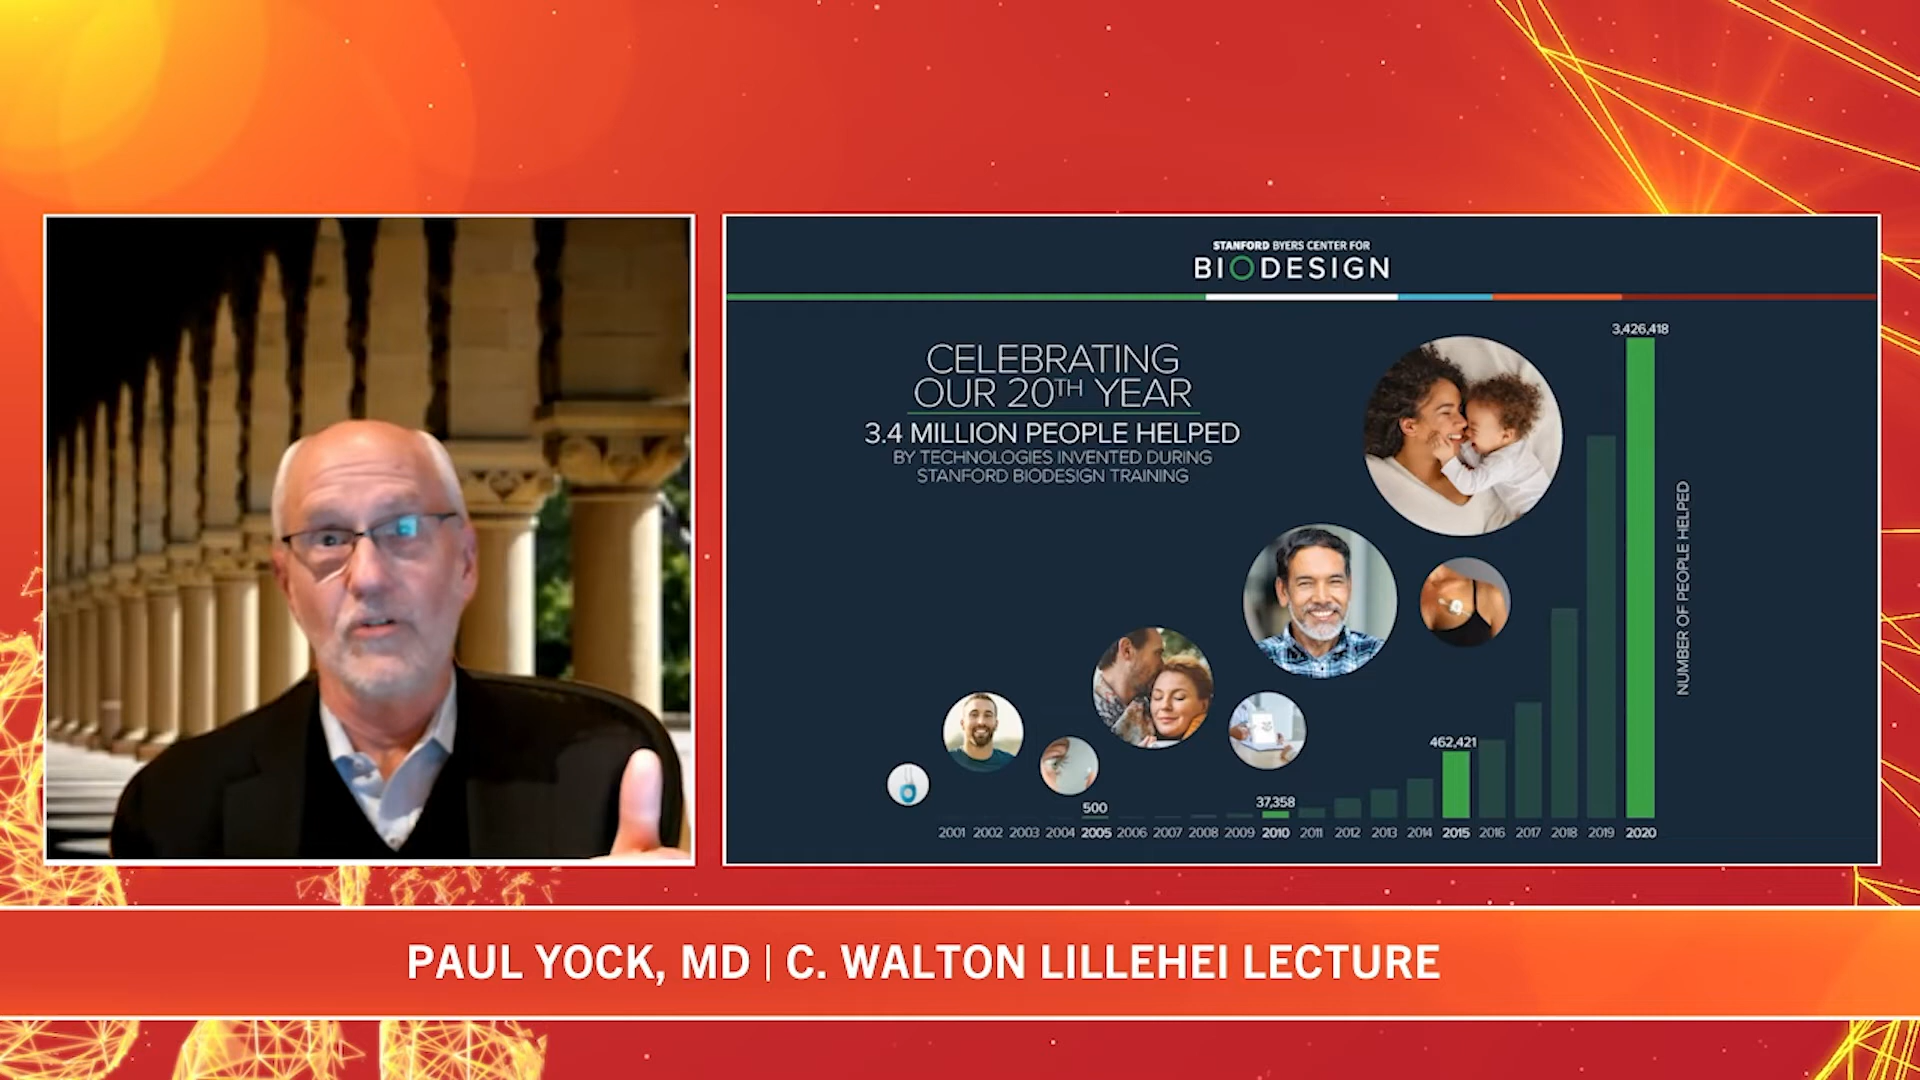 STANFORD BYERS CENTER FOR
BIODESIGN
CELEBRATING
OUR 20TH YEAR
3.4 MILLION PEOPLE HELPED
BY TECHNOLOGIES INVENTED DURING
STANFORD BIODESIGN TRAINING
3,426,418
NUMBER OF PEOPLE HELPED
462,421
37,358
500
2001 2002 2003 2004 2005 2006 2007 2008 2009 2010 2011 2012 2013 2014 2015 2016 2017 2018 2019 2020
PAUL YOCK, MD | C. WALTON LILLEHEI LECTURE